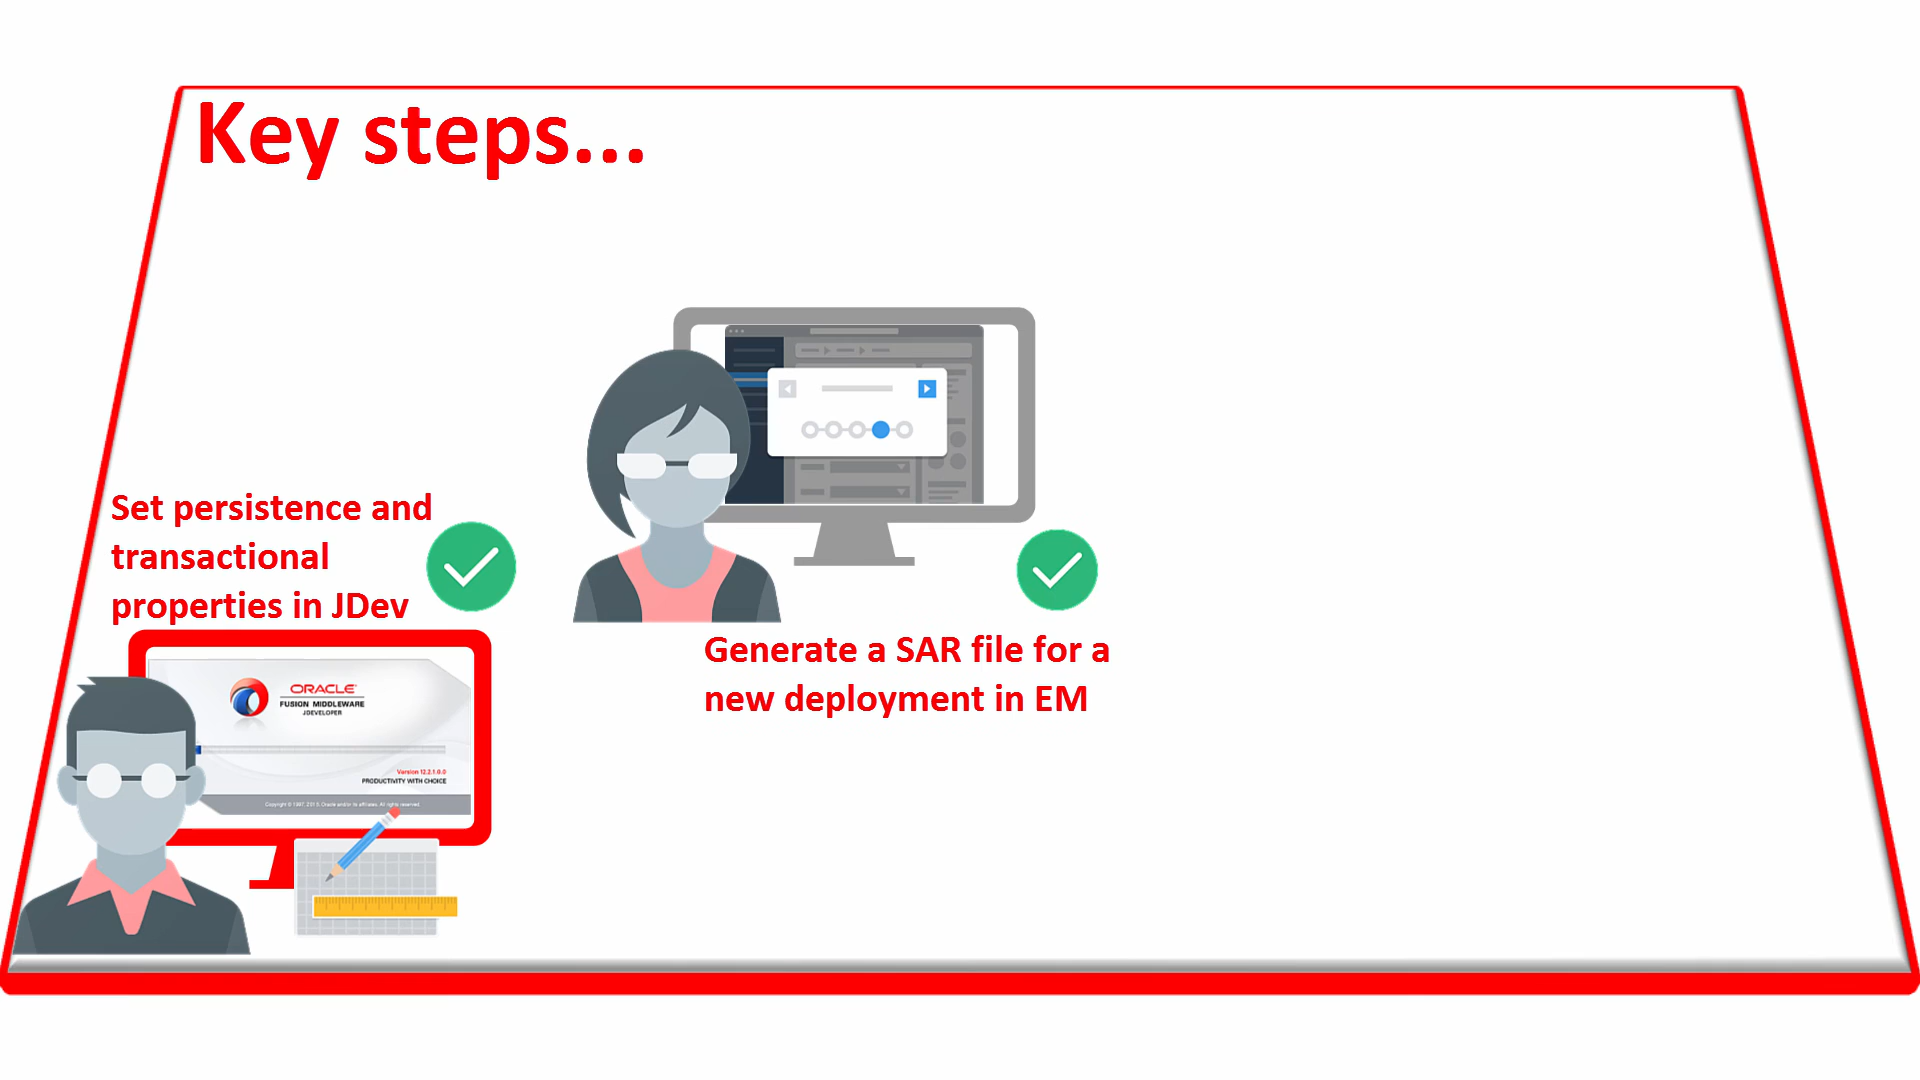 Key steps...
Set persistence and
transactional
properties in JDev
ORACLE
FUSION MIDDLEWARE
JDEVELOPER
Version 12.2.1.0.0
PRODUCTIVITY WITH CHOICE
Generate a SAR file for a
new deployment in EM